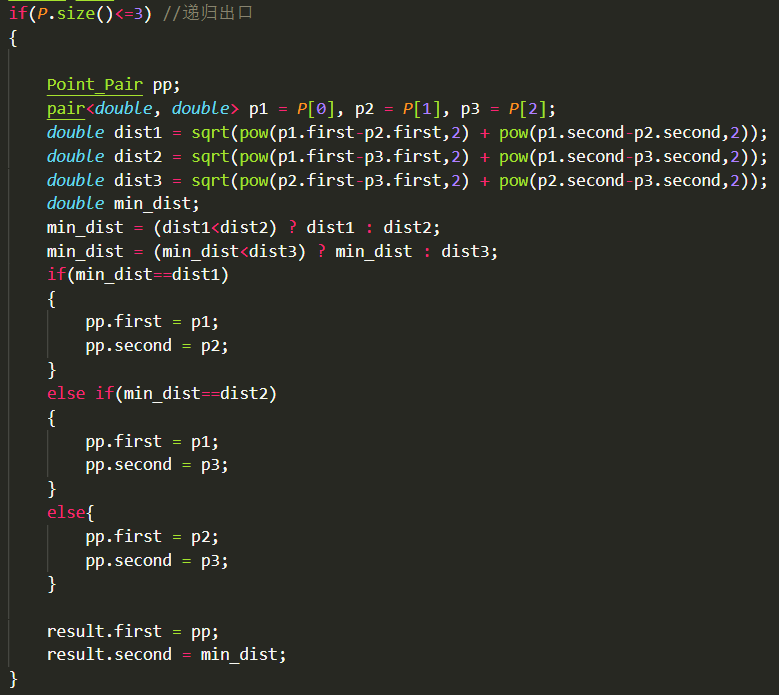 if(P.size()<=3) //递归出口
{
Point_Pair pp;
pair<double, double> p1 = P[0], p2 = P[1], p3 = P[2];
double dist1 = sqrt(pow(p1.first-p2.first,2) + pow(p1.second-p2.second,2));
double dist2 = sqrt(pow(p1.first-p3.first,2) + pow(p1.second-p3.second,2));
double dist3 = sqrt(pow(p2.first-p3.first,2) + pow(p2.second-p3.second,2));
double min_dist;
min_dist = (dist1<dist2) ? dist1 : dist2;
min_dist = (min_dist<dist3) ? min_dist : dist3;
if(min_dist==dist1)
{
pp.first = p1;
pp.second = p2;
}
else if(min_dist==dist2)
{
pp.first = p1;
pp.second = p3;
}
else{
pp.first = p2;
pp.second = p3;
}
result.first = pp;
result.second = min_dist;
}